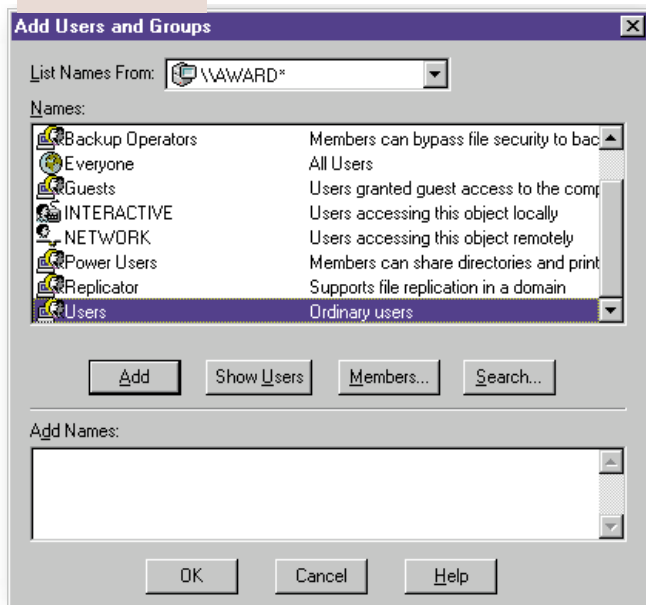 Add Users and Groups
List Names From: \\AWARD*
Names:
Backup Operators Members can bypass file security to bac
Everyone All Users
Guests Users granted guest access to the comp
INTERACTIVE Users accessing this object locally
NETWORK Users accessing this object remotely
Power Users Members can share directories and print
Replicator Supports file replication in a domain
Users Ordinary users
Add Show Users Members... Search...
Add Names:
OK Cancel Help